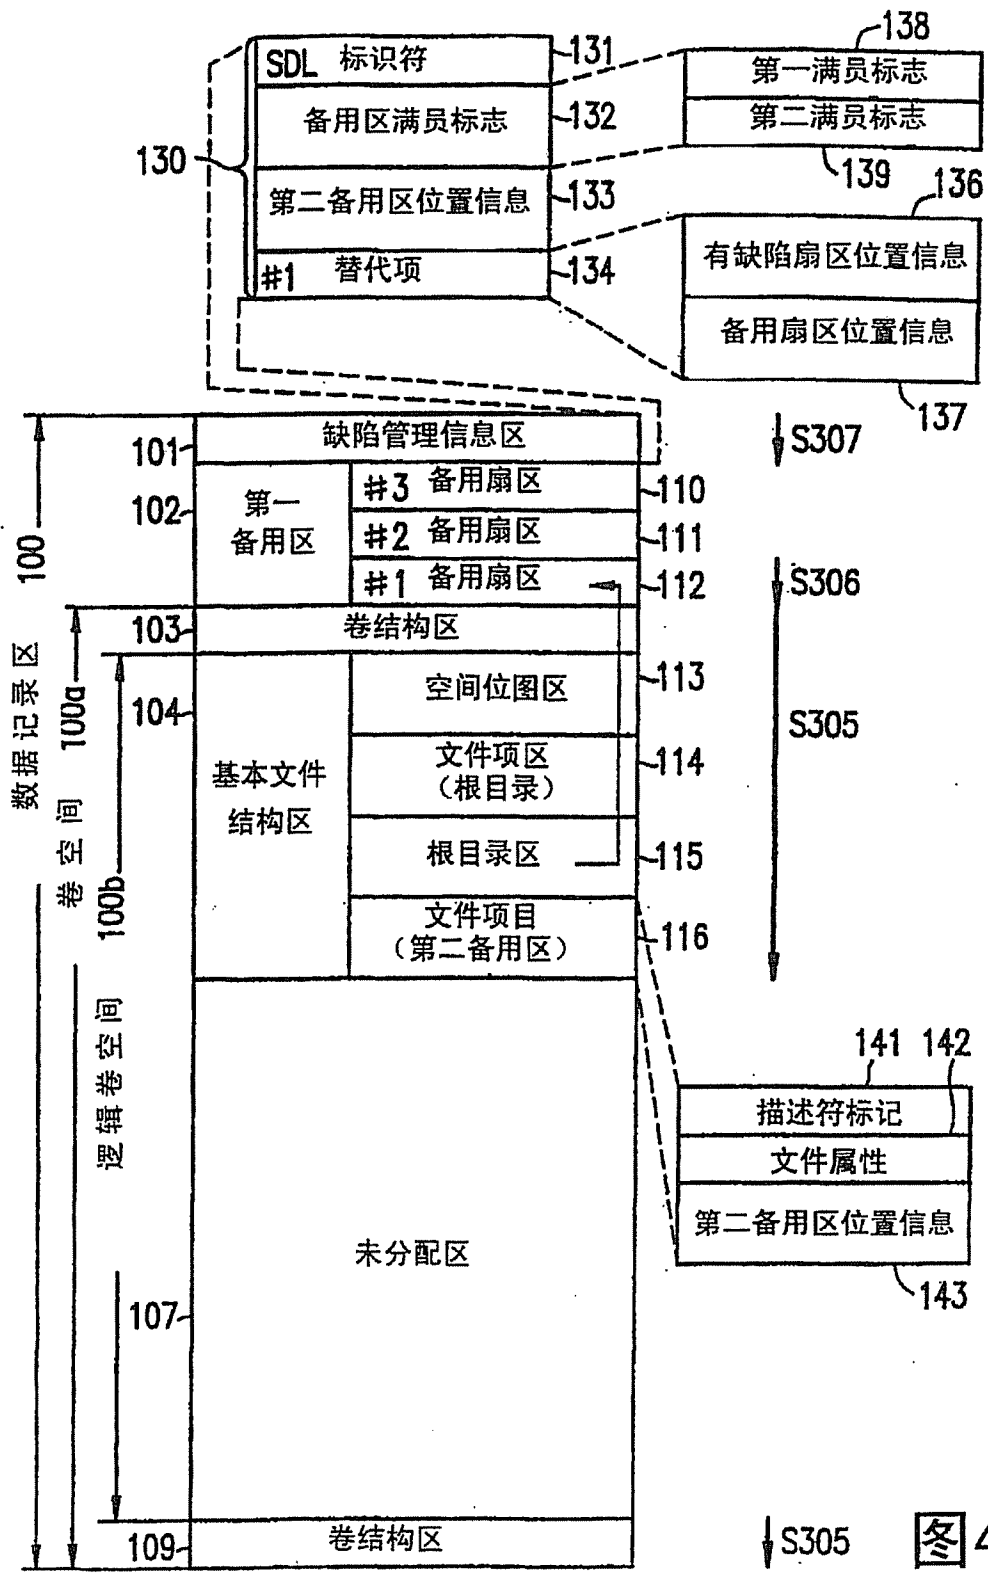 138
SDL 标识符 131
第一满员标志
备用区满员标志 132
第二满员标志
130
139
136
第二备用区位置信息 133
有缺陷扇区位置信息
#1 替代项 134
备用扇区位置信息
137
101 缺陷管理信息区
S307
102 第一
备用区
#3 备用扇区 110
#2 备用扇区 111
#1 备用扇区 112
S306
100
数据记录区
103 卷结构区
100a
卷空间
104
基本文件
结构区
空间位图区 113
S305
文件项区
(根目录)
114
根目录区 115
100b
逻辑卷空间
文件项目
(第二备用区)
116
141 142
描述符标记
文件属性
第二备用区位置信息
143
未分配区
107
109 卷结构区
S305
图 4